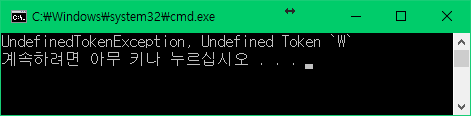 C:₩Windows₩system32₩cmd.exe
UndefinedTokenException, Undefined Token `₩`
계속하려면 아무 키나 누르십시오 . . .